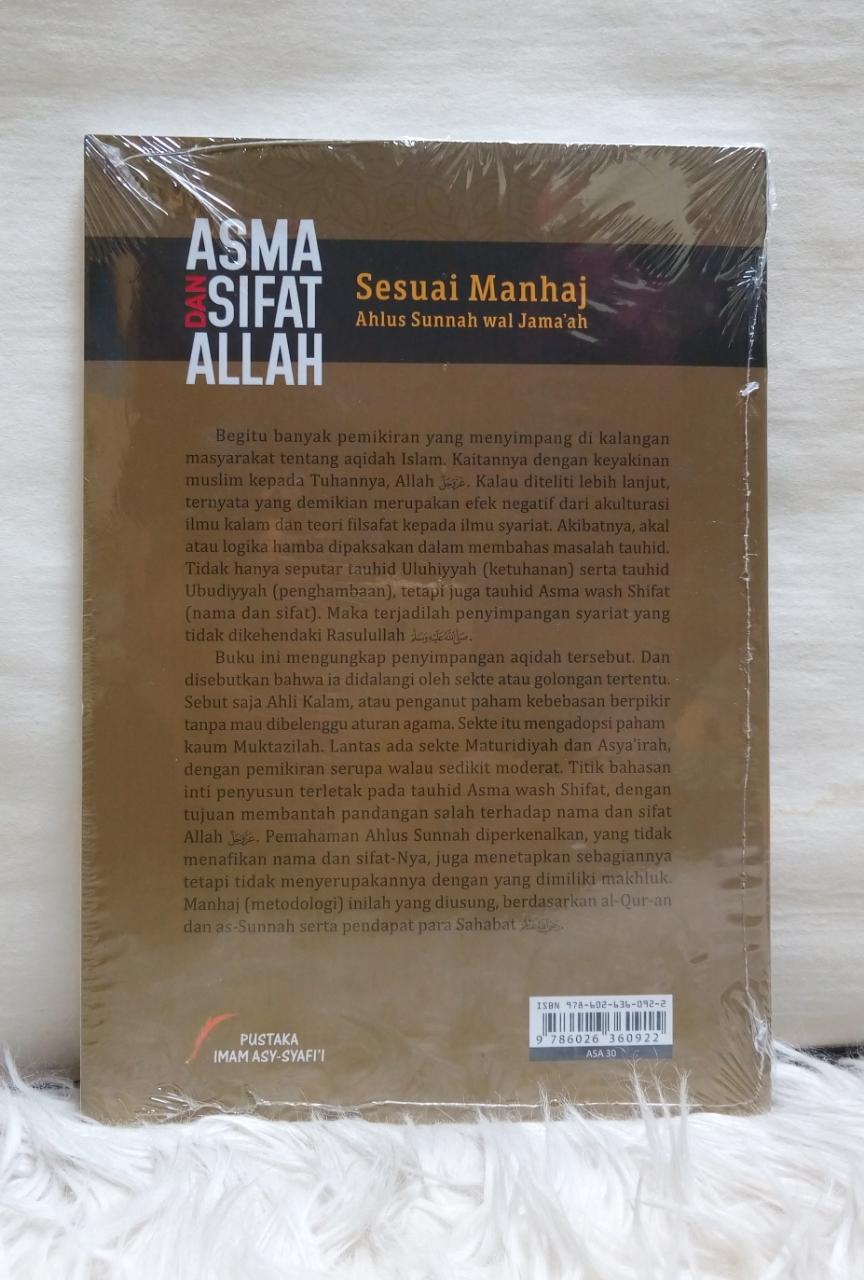 ASMA
DAN
SIFAT
ALLAH
Sesuai Manhaj
Ahlus Sunnah wal Jama’ah
Begitu banyak pemikiran yang menyimpang di kalangan
masyarakat tentang aqidah Islam. Kaitannya dengan keyakinan
muslim kepada Tuhannya, Allah عَزَّوَجَلَّ. Kalau diteliti lebih lanjut,
ternyata yang demikian merupakan efek negatif dari akulturasi
ilmu kalam dan teori filsafat kepada ilmu syariat. Akibatnya, akal
atau logika hamba dipaksakan dalam membahas masalah tauhid.
Tidak hanya seputar tauhid Uluhiyyah (ketuhanan) serta tauhid
Ubudiyyah (penghambaan), tetapi juga tauhid Asma wash Shifat
(nama dan sifat). Maka terjadilah penyimpangan syariat yang
tidak dikehendaki Rasulullah صَلَّى اللَّهُ عَلَيْهِ وَسَلَّمَ.
Buku ini mengungkap penyimpangan aqidah tersebut. Dan
disebutkan bahwa ia didalangi oleh sekte atau golongan tertentu.
Sebut saja Ahli Kalam, atau penganut paham kebebasan berpikir
tanpa mau dibelenggu aturan agama. Sekte itu mengadopsi paham
kaum Muktazilah. Lantas ada sekte Maturidiyah dan Asya’irah,
dengan pemikiran serupa walau sedikit moderat. Titik bahasan
inti penyusun terletak pada tauhid Asma wash Shifat, dengan
tujuan membantah pandangan salah terhadap nama dan sifat
Allah عَزَّوَجَلَّ. Pemahaman Ahlus Sunnah diperkenalkan, yang tidak
menafikan nama dan sifat-Nya, juga menetapkan sebagiannya
tetapi tidak menyerupakannya dengan yang dimiliki makhluk.
Manhaj (metodologi) inilah yang diusung, berdasarkan al-Qur-an
dan as-Sunnah serta pendapat para Sahabat .
PUSTAKA
IMAM ASY-SYAFI’I
ISBN 978-602-636-092-2
9 786026 360922
ASA 30